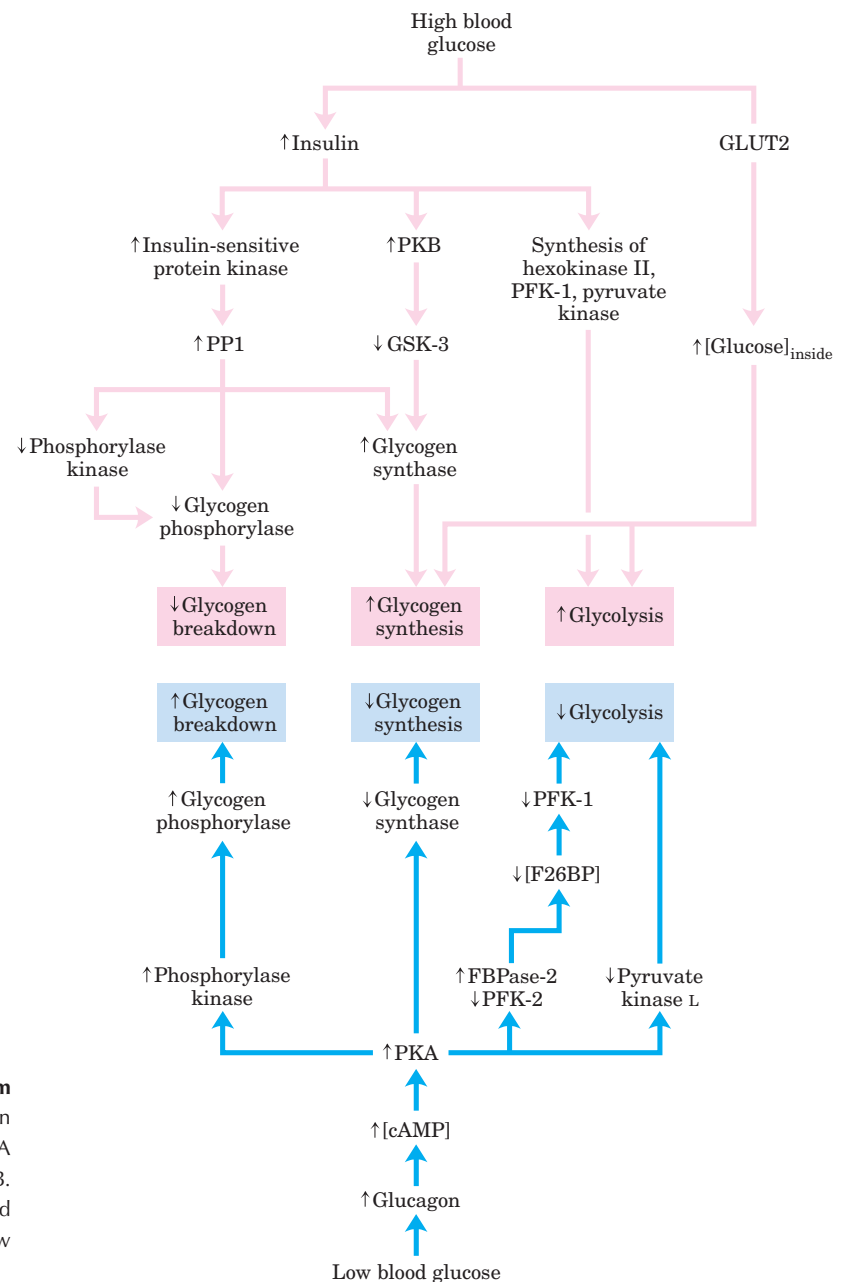 High blood
glucose
↑Insulin
GLUT2
↑Insulin-sensitive
protein kinase
↑PKB
Synthesis of
hexokinase II,
PFK-1, pyruvate
kinase
↑PP1
↓GSK-3
↑[Glucose]inside
↓Phosphorylase
kinase
↑Glycogen
synthase
↓Glycogen
phosphorylase
↓Glycogen
breakdown
↑Glycogen
synthesis
↑Glycolysis
↑Glycogen
breakdown
↓Glycogen
synthesis
↓Glycolysis
↑Glycogen
phosphorylase
↓Glycogen
synthase
↓PFK-1
↓[F26BP]
↑Phosphorylase
kinase
↑FBPase-2
↓PFK-2
↓Pyruvate
kinase L
↑PKA
↑[cAMP]
↑Glucagon
Low blood glucose
m
n
A
3.
d
w